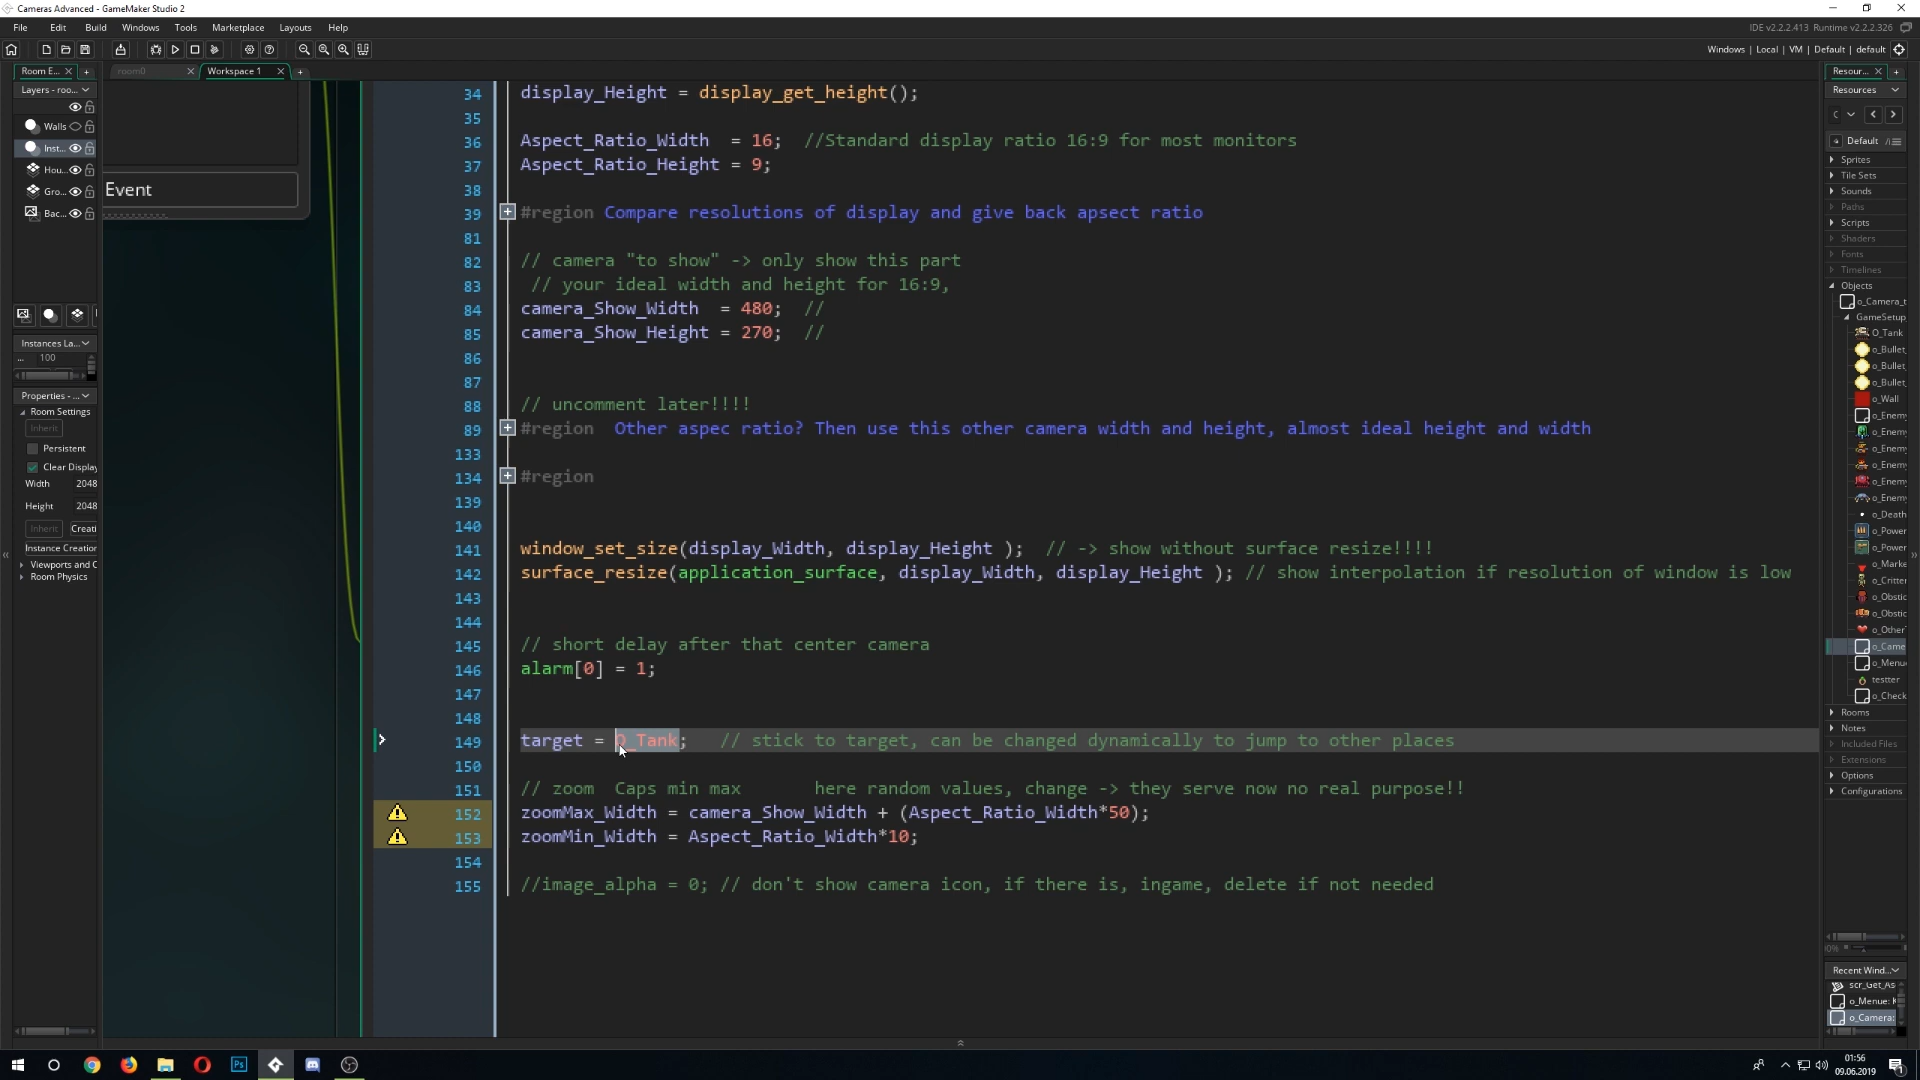 Cameras Advanced - GameMaker Studio 2
File Edit Build Windows Tools Marketplace Layouts Help
IDE v2.2.2.413 Runtime v2.2.2.326
Windows | Local | VM | Default | default
Room E...
room0
Workspace 1
Layers - roo...
Walls
Inst...
Hou...
Gro...
Bac...
Instances La...
... 100
Properties - ...
Room Settings
Inherit
Persistent
Clear Display
Width 2048
Height 2048
Inherit Creati
Instance Creation
Viewports and C
Room Physics
Event
34 display_Height = display_get_height();
35
36 Aspect_Ratio_Width = 16; //Standard display ratio 16:9 for most monitors
37 Aspect_Ratio_Height = 9;
38
39 #region Compare resolutions of display and give back apsect ratio
81
82 // camera "to show" -> only show this part
83 // your ideal width and height for 16:9,
84 camera_Show_Width = 480; //
85 camera_Show_Height = 270; //
86
87
88 // uncomment later!!!!
89 #region Other aspec ratio? Then use this other camera width and height, almost ideal height and width
133
134 #region
139
140
141 window_set_size(display_Width, display_Height ); // -> show without surface resize!!!!
142 surface_resize(application_surface, display_Width, display_Height ); // show interpolation if resolution of window is low
143
144
145 // short delay after that center camera
146 alarm[0] = 1;
147
148
149 target = O_Tank; // stick to target, can be changed dynamically to jump to other places
150
151 // zoom Caps min max here random values, change -> they serve now no real purpose!!
152 zoomMax_Width = camera_Show_Width + (Aspect_Ratio_Width*50);
153 zoomMin_Width = Aspect_Ratio_Width*10;
154
155 //image_alpha = 0; // don't show camera icon, if there is, ingame, delete if not needed
Resour...
Resources
Default
Sprites
Tile Sets
Sounds
Paths
Scripts
Shaders
Fonts
Timelines
Objects
o_Camera_t
GameSetup
O_Tank
o_Bullet_
o_Bullet_
o_Bullet_
o_Wall
o_Enemy
o_Enemy
o_Enemy
o_Enemy
o_Enemy
o_Enemy
o_Death
o_Power
o_Power
o_Marke
o_Critter
o_Obstic
o_Obstic
o_Other
o_Came
o_Menue
testter
o_Check
Rooms
Included Files
Notes
Extensions
Options
Configurations
Recent Wind...
scr_Get_As
o_Menue: K
o_Camera:
01:56
09.06.2019